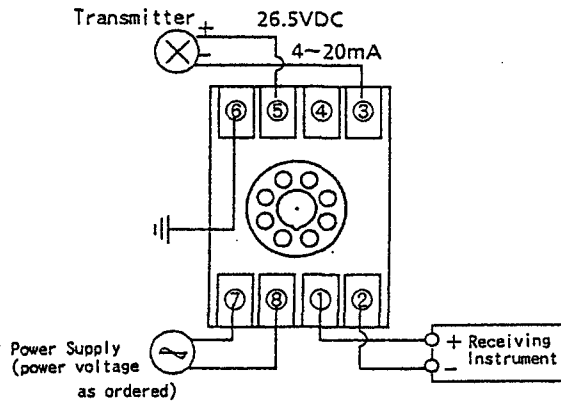 Transmitter
26.5VDC
+
-
4~20mA
⑥ ⑤ ④ ③
⑦ ⑧ ① ②
Power Supply
(power voltage
as ordered)
+ Receiving
- Instrument